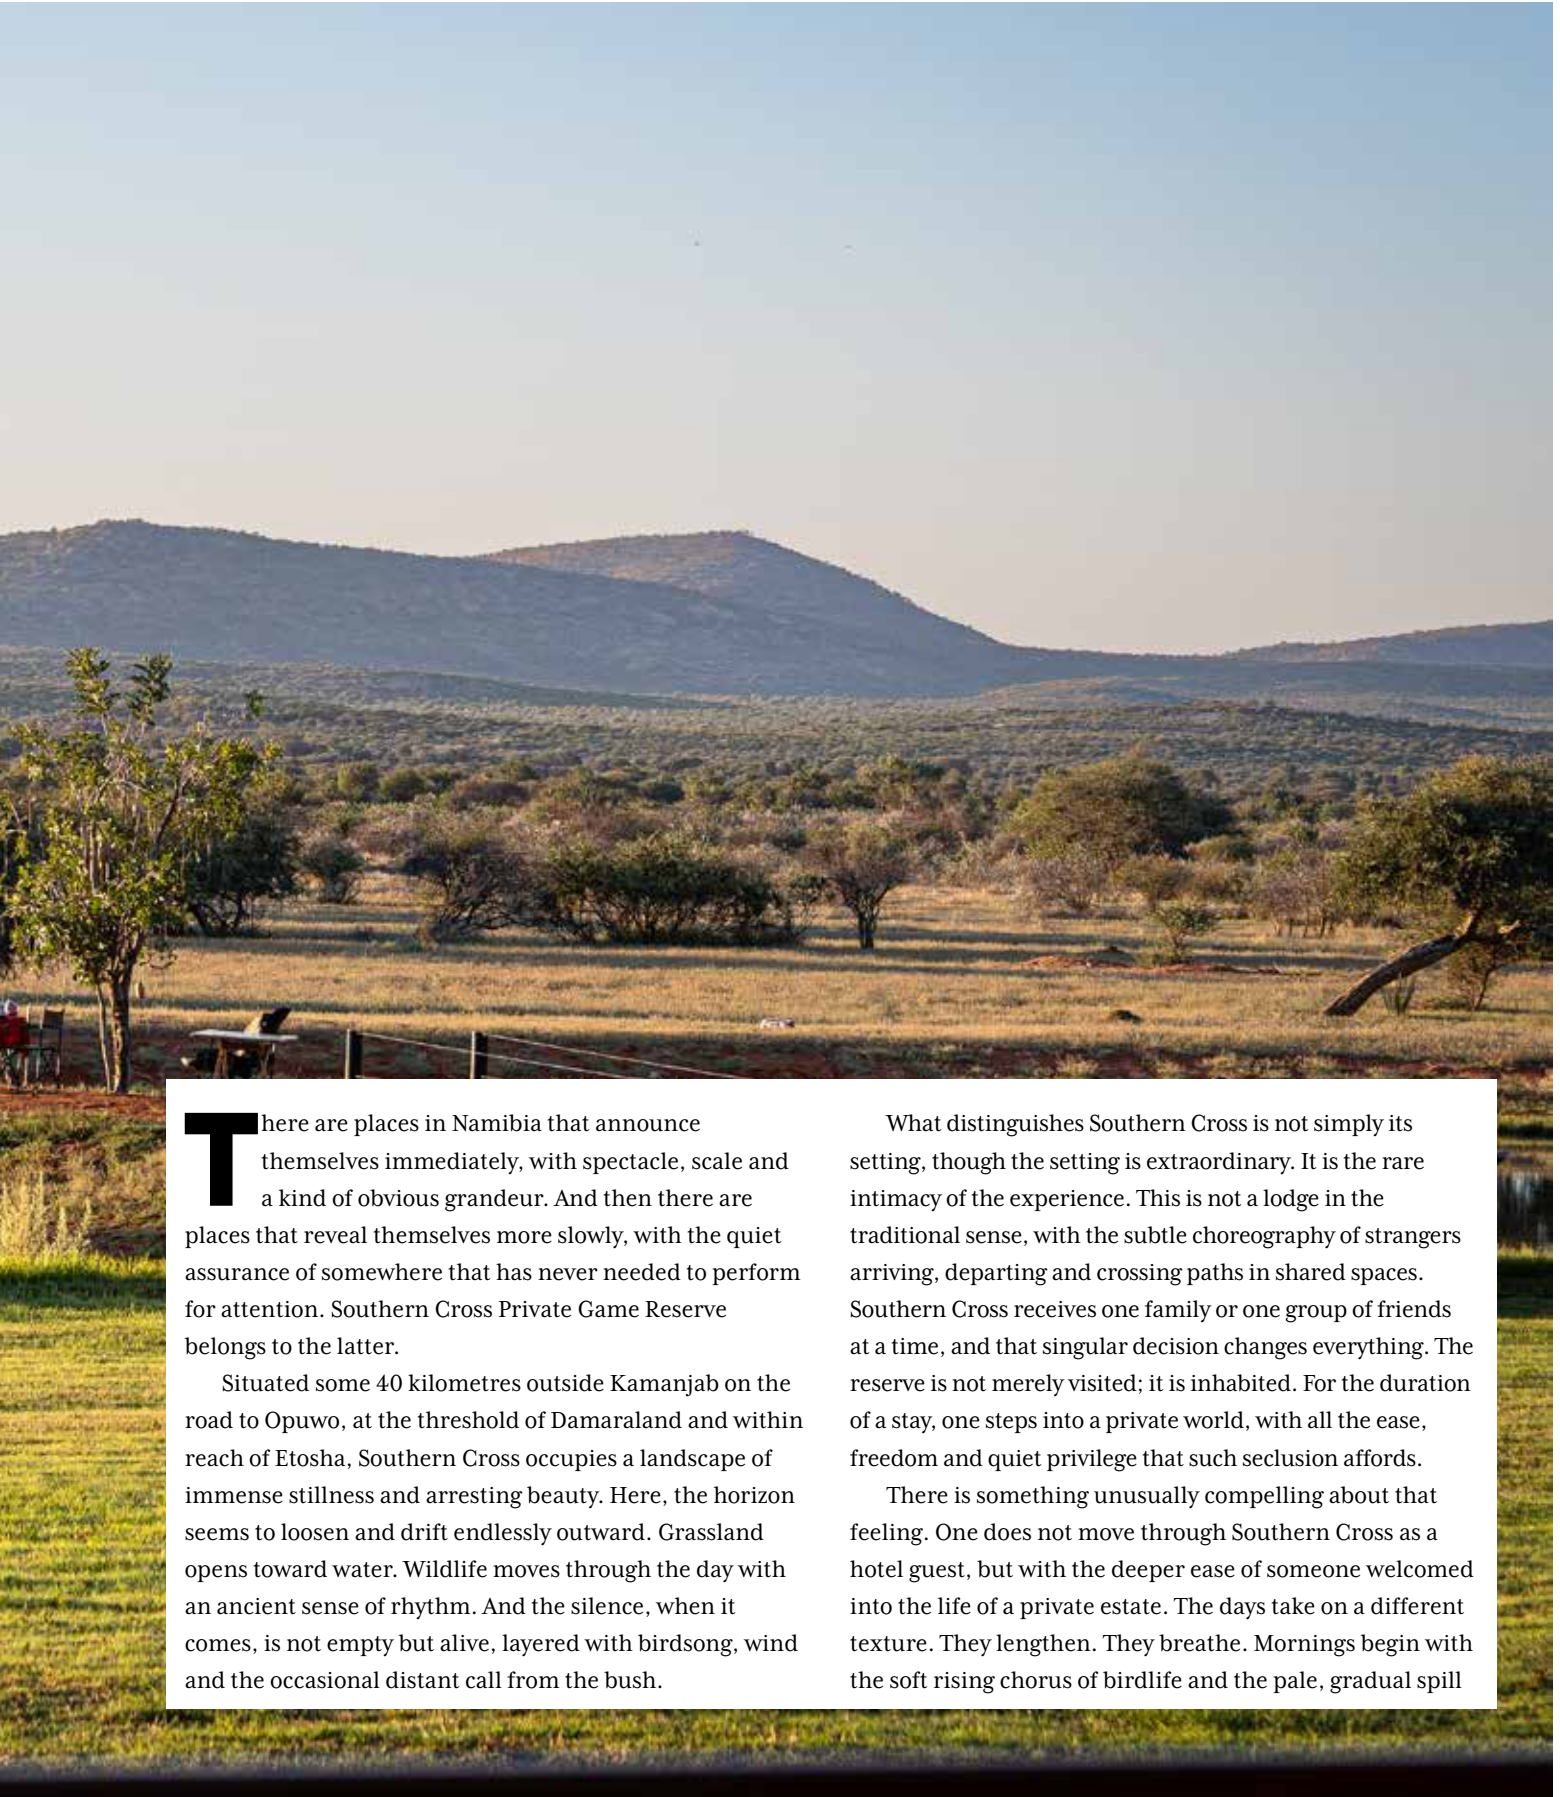 There are places in Namibia that announce
themselves immediately, with spectacle, scale and
a kind of obvious grandeur. And then there are
places that reveal themselves more slowly, with the quiet
assurance of somewhere that has never needed to perform
for attention. Southern Cross Private Game Reserve
belongs to the latter.
Situated some 40 kilometres outside Kamanjab on the
road to Opuwo, at the threshold of Damaraland and within
reach of Etosha, Southern Cross occupies a landscape of
immense stillness and arresting beauty. Here, the horizon
seems to loosen and drift endlessly outward. Grassland
opens toward water. Wildlife moves through the day with
an ancient sense of rhythm. And the silence, when it
comes, is not empty but alive, layered with birdsong, wind
and the occasional distant call from the bush.
What distinguishes Southern Cross is not simply its
setting, though the setting is extraordinary. It is the rare
intimacy of the experience. This is not a lodge in the
traditional sense, with the subtle choreography of strangers
arriving, departing and crossing paths in shared spaces.
Southern Cross receives one family or one group of friends
at a time, and that singular decision changes everything. The
reserve is not merely visited; it is inhabited. For the duration
of a stay, one steps into a private world, with all the ease,
freedom and quiet privilege that such seclusion affords.
There is something unusually compelling about that
feeling. One does not move through Southern Cross as a
hotel guest, but with the deeper ease of someone welcomed
into the life of a private estate. The days take on a different
texture. They lengthen. They breathe. Mornings begin with
the soft rising chorus of birdlife and the pale, gradual spill